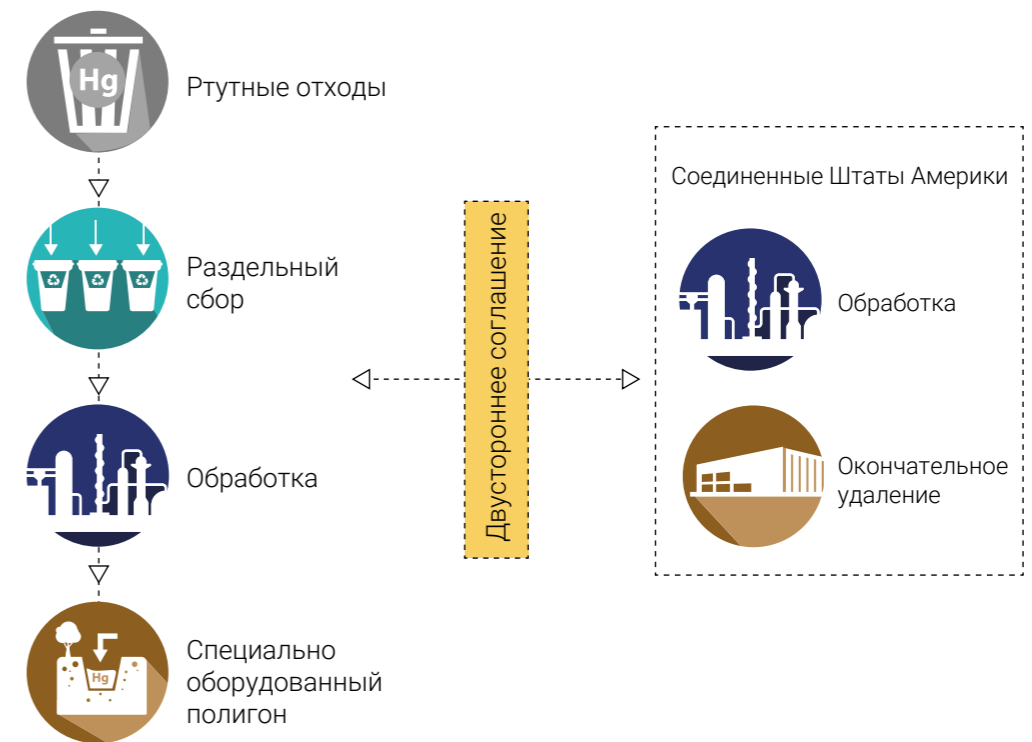 Hg
Ртутные отходы
Раздельный
сбор
Обработка
Hg
Специально
оборудованный
полигон
Двустороннее соглашение
Соединенные Штаты Америки
Обработка
Окончательное
удаление